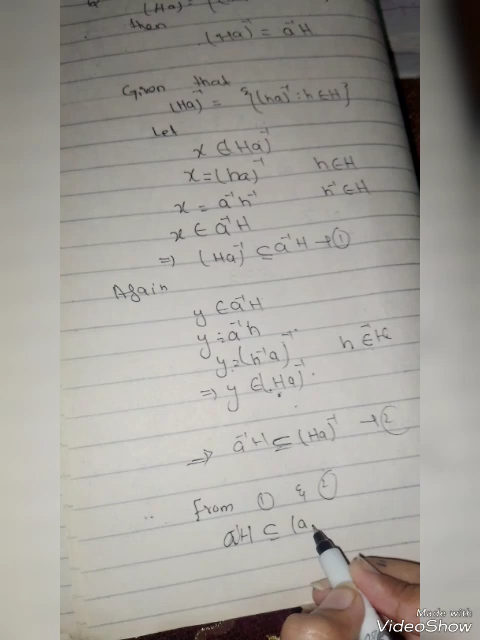 (Ha) = {
then
(Ha)⁻¹ = a⁻¹H
Given that
(Ha)⁻¹ = {(ha)⁻¹ : h ∈ H}
Let
x ∈ (Ha)⁻¹
x = (ha)⁻¹ h ∈ H
x = a⁻¹h⁻¹ h⁻¹ ∈ H
x ∈ a⁻¹H
⇒ (Ha)⁻¹ ⊆ a⁻¹H → ①
Again
y ∈ a⁻¹H
y = a⁻¹h
y = (h⁻¹a)⁻¹ h⁻¹ ∈ H
⇒ y ∈ (Ha)⁻¹
⇒ a⁻¹H ⊆ (Ha)⁻¹ → ②
from ① & ②
a⁻¹H ⊆ (a
Made with
VideoShow